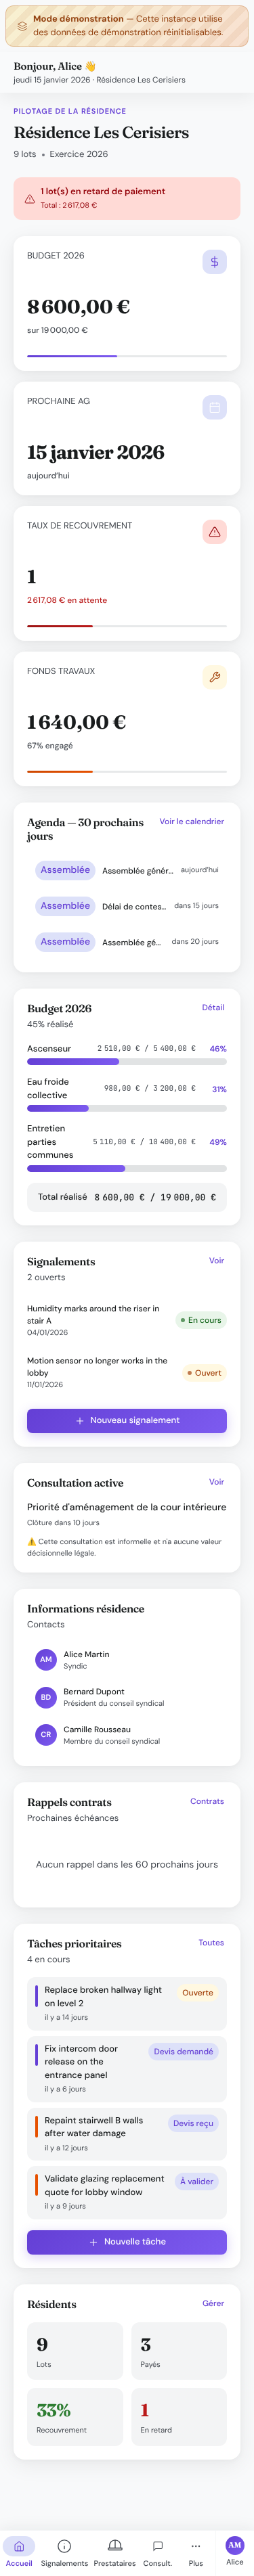 Mode démonstration — Cette instance utilise
des données de démonstration réinitialisables.
Bonjour, Alice 👋
jeudi 15 janvier 2026 · Résidence Les Cerisiers
PILOTAGE DE LA RÉSIDENCE
Résidence Les Cerisiers
9 lots • Exercice 2026
1 lot(s) en retard de paiement
Total : 2 617,08 €
BUDGET 2026
8 600,00 €
sur 19 000,00 €
PROCHAINE AG
15 janvier 2026
aujourd'hui
TAUX DE RECOUVREMENT
1
2 617,08 € en attente
FONDS TRAVAUX
1 640,00 €
67% engagé
Agenda — 30 prochains
jours
Voir le calendrier
Assemblée Assemblée génér... aujourd'hui
Assemblée Délai de contes... dans 15 jours
Assemblée Assemblée gé... dans 20 jours
Budget 2026 Détail
45% réalisé
Ascenseur 2 510,00 € / 5 400,00 € 46%
Eau froide
collective
980,00 € / 3 200,00 € 31%
Entretien
parties
communes
5 110,00 € / 10 400,00 € 49%
Total réalisé 8 600,00 € / 19 000,00 €
Signalements Voir
2 ouverts
Humidity marks around the riser in
stair A
04/01/2026
En cours
Motion sensor no longer works in the
lobby
11/01/2026
Ouvert
Nouveau signalement
Consultation active Voir
Priorité d'aménagement de la cour intérieure
Clôture dans 10 jours
⚠️ Cette consultation est informelle et n'a aucune valeur
décisionnelle légale.
Informations résidence
Contacts
AM Alice Martin
Syndic
BD Bernard Dupont
Président du conseil syndical
CR Camille Rousseau
Membre du conseil syndical
Rappels contrats Contrats
Prochaines échéances
Aucun rappel dans les 60 prochains jours
Tâches prioritaires Toutes
4 en cours
Replace broken hallway light
on level 2
il y a 14 jours
Ouverte
Fix intercom door
release on the
entrance panel
il y a 6 jours
Devis demandé
Repaint stairwell B walls
after water damage
il y a 12 jours
Devis reçu
Validate glazing replacement
quote for lobby window
il y a 9 jours
À valider
Nouvelle tâche
Résidents Gérer
9
Lots
3
Payés
33%
Recouvrement
1
En retard
AM
Accueil Signalements Prestataires Consult. Plus Alice